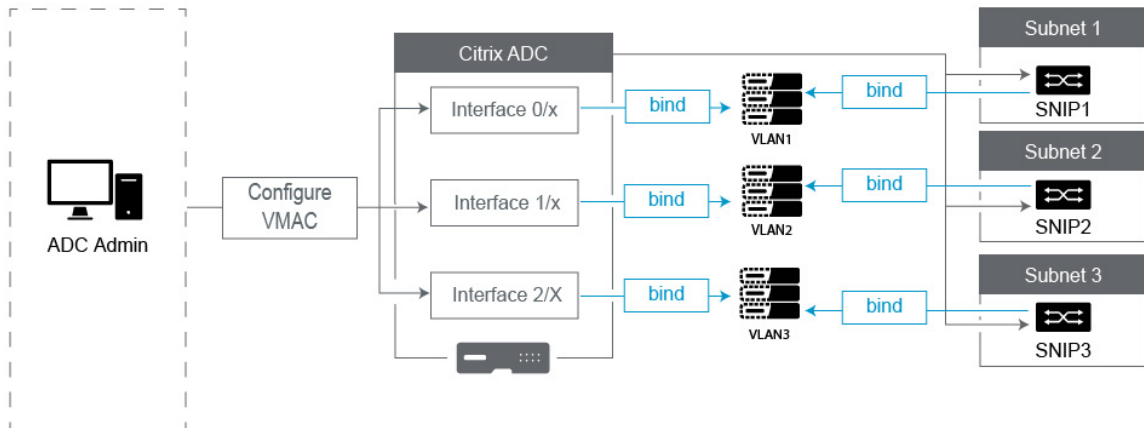 Citrix ADC
Subnet 1
Interface 0/x
bind
VLAN1
bind
SNIP1
Subnet 2
ADC Admin
Configure
VMAC
Interface 1/x
bind
VLAN2
bind
SNIP2
Subnet 3
Interface 2/X
bind
VLAN3
bind
SNIP3